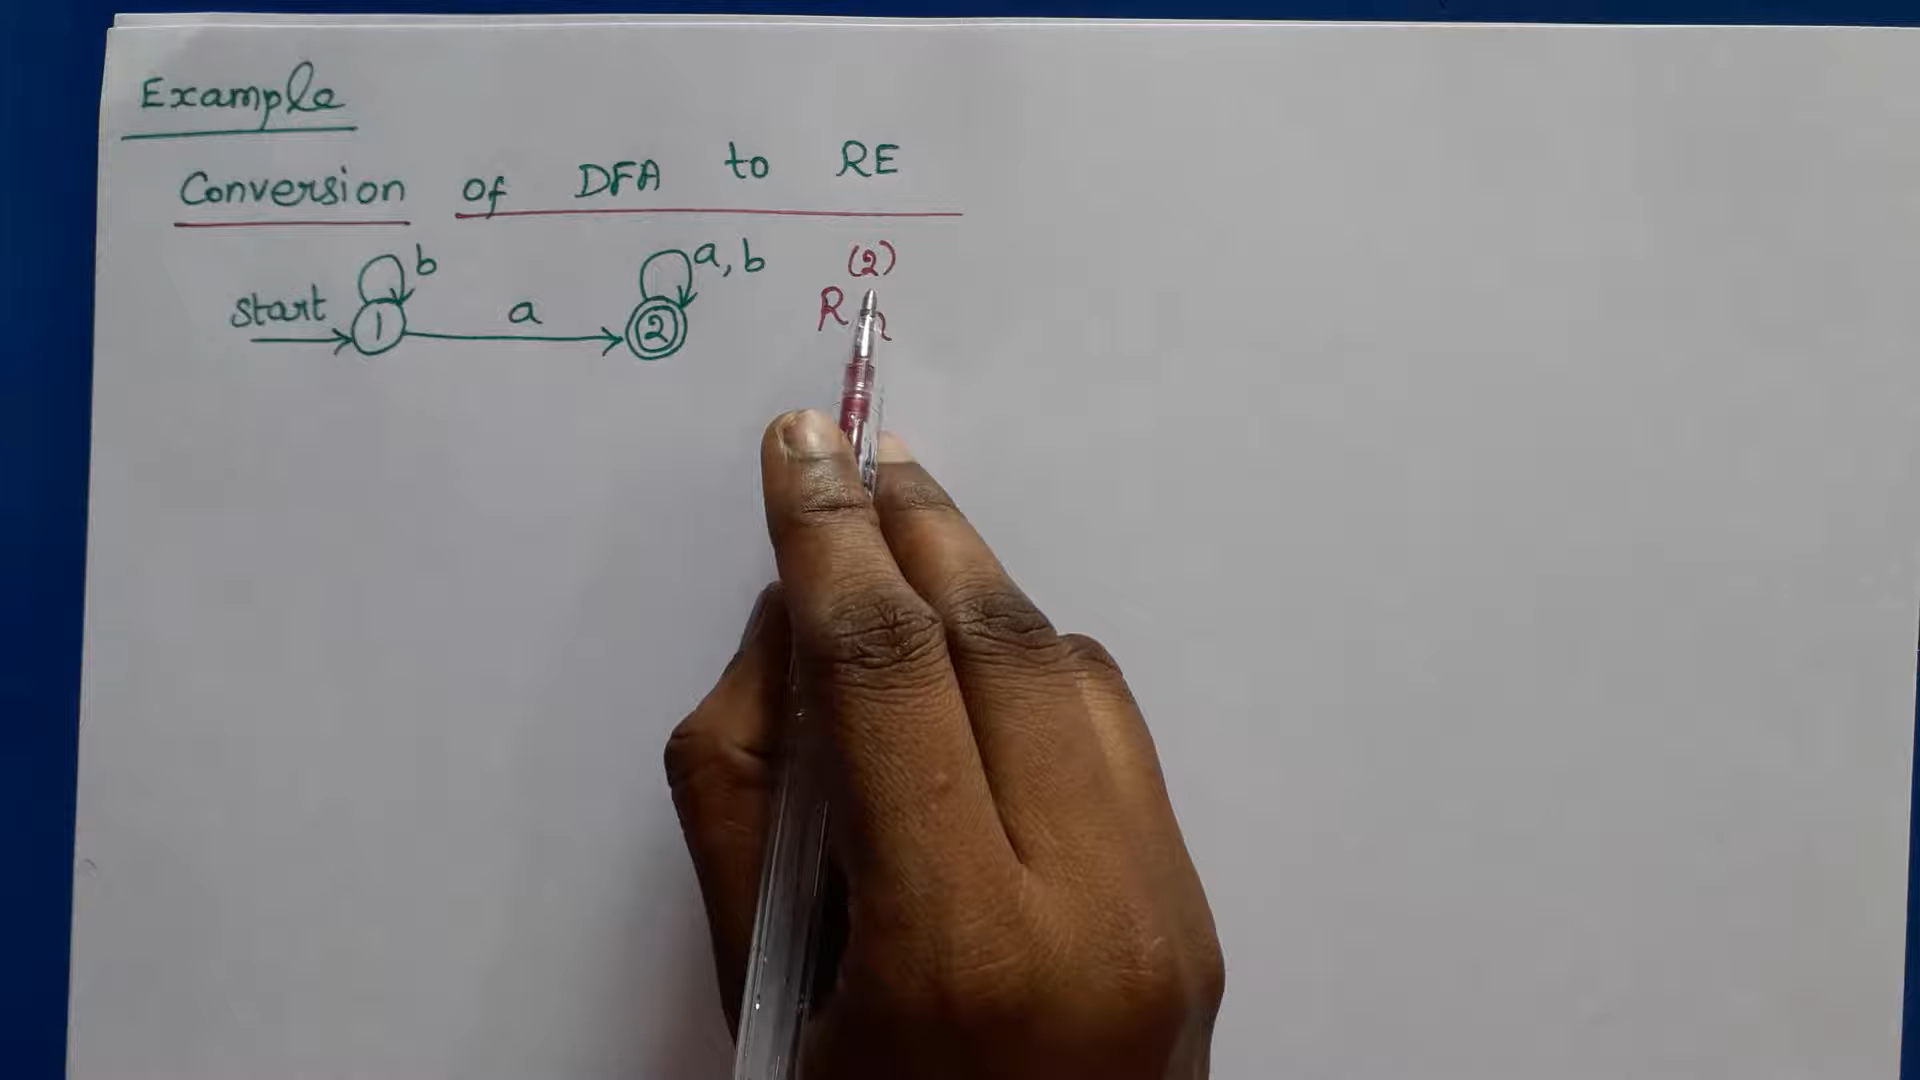 Example
Conversion of DFA to RE
b
a, b
(2)
start
1
a
2
R